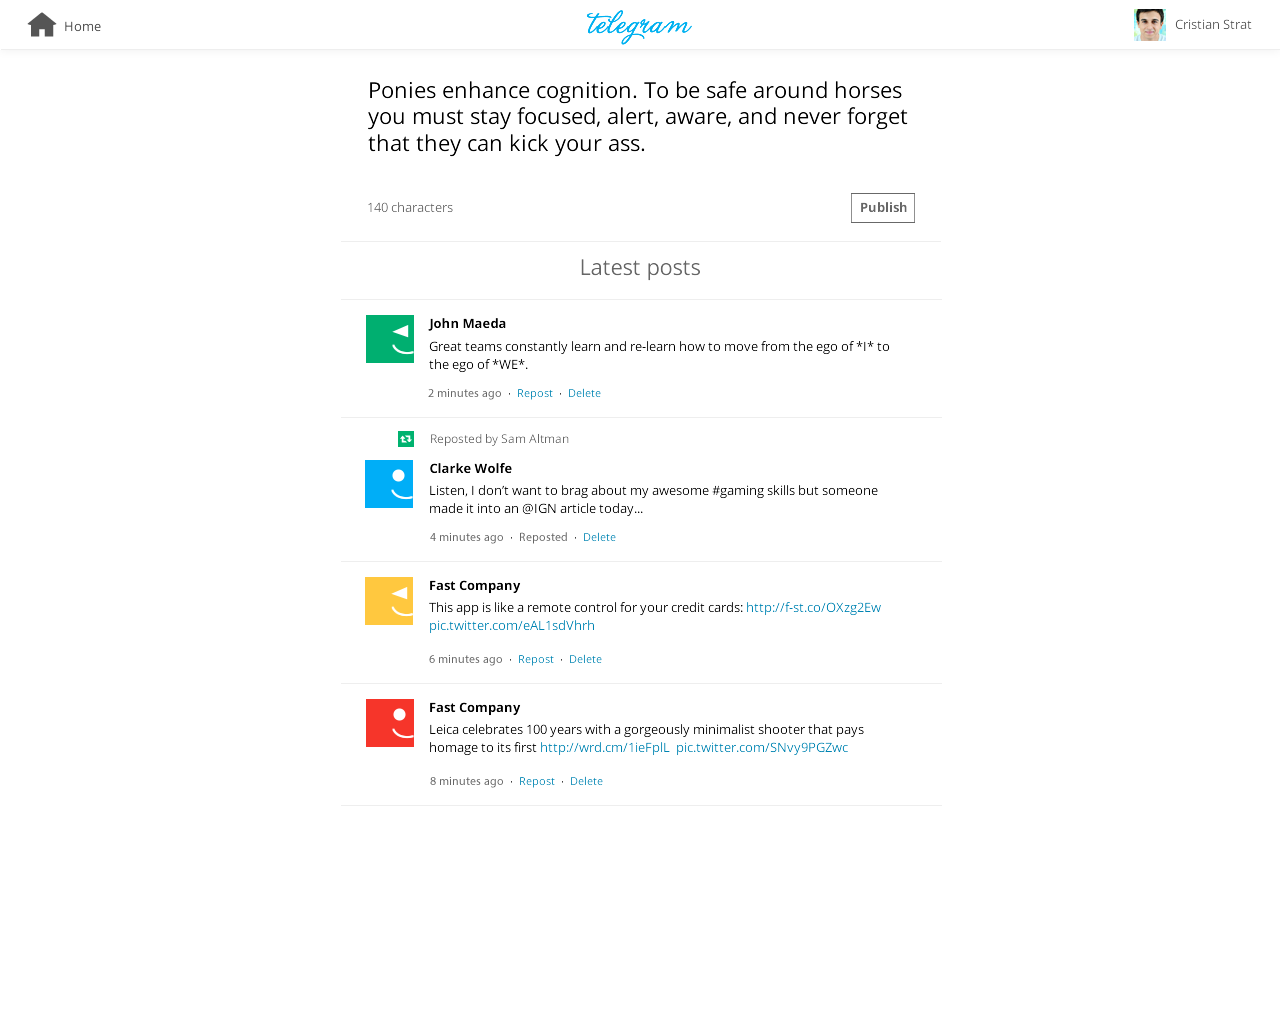 Home
telegram
Cristian Strat
Ponies enhance cognition. To be safe around horses
you must stay focused, alert, aware, and never forget
that they can kick your ass.
140 characters
Publish
Latest posts
John Maeda
Great teams constantly learn and re-learn how to move from the ego of *I* to
the ego of *WE*.
2 minutes ago · Repost · Delete
Reposted by Sam Altman
Clarke Wolfe
Listen, I don’t want to brag about my awesome #gaming skills but someone
made it into an @IGN article today...
4 minutes ago · Reposted · Delete
Fast Company
This app is like a remote control for your credit cards: http://f-st.co/OXzg2Ew
pic.twitter.com/eAL1sdVhrh
6 minutes ago · Repost · Delete
Fast Company
Leica celebrates 100 years with a gorgeously minimalist shooter that pays
homage to its first http://wrd.cm/1ieFplL pic.twitter.com/SNvy9PGZwc
8 minutes ago · Repost · Delete